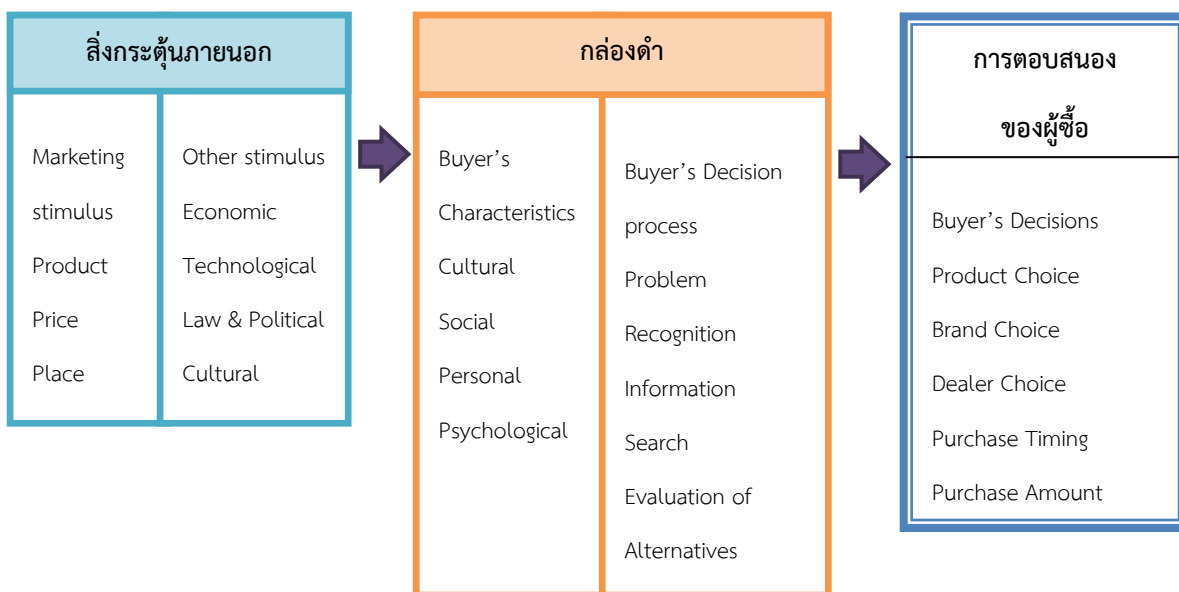 สิ่งกระตุ้นภายนอก
Marketing
stimulus
Product
Price
Place
Other stimulus
Economic
Technological
Law & Political
Cultural
กล่องดำ
Buyer’s
Characteristics
Cultural
Social
Personal
Psychological
Buyer’s Decision
process
Problem
Recognition
Information
Search
Evaluation of
Alternatives
การตอบสนอง
ของผู้ซื้อ
Buyer’s Decisions
Product Choice
Brand Choice
Dealer Choice
Purchase Timing
Purchase Amount